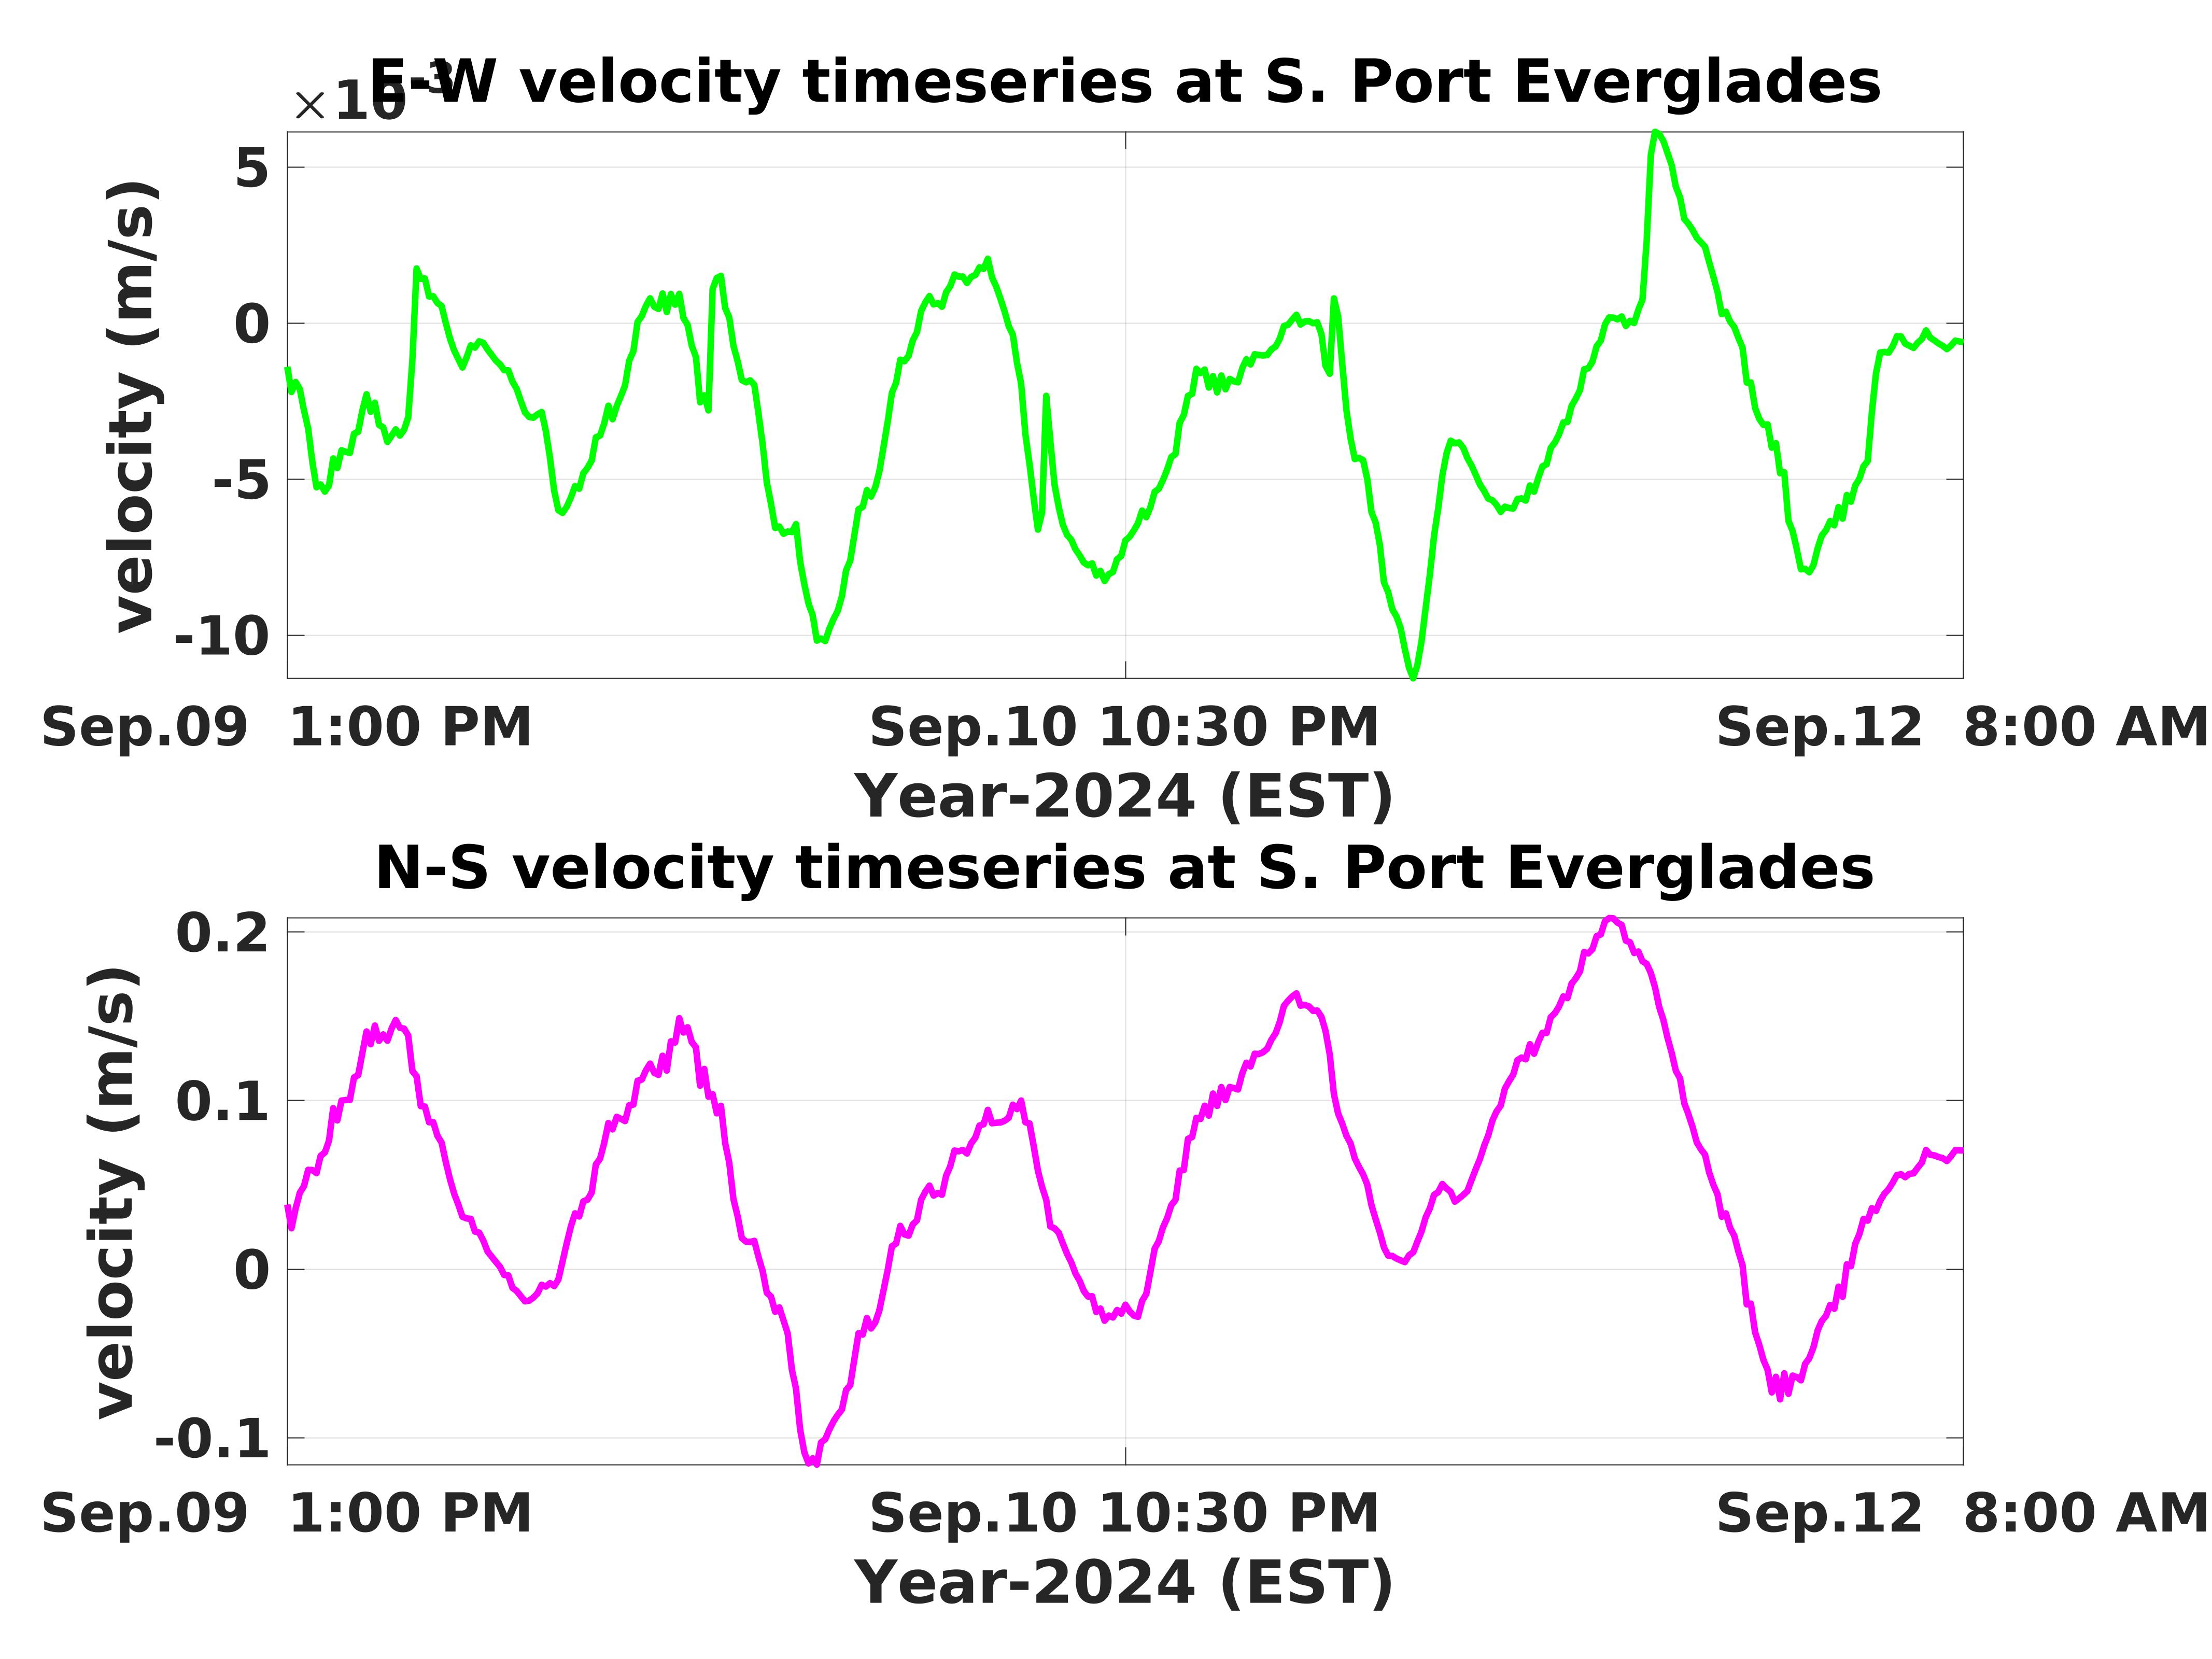 E-W velocity timeseries at S. Port Everglades
×10-3
velocity (m/s)
5
0
-5
-10
Sep.09 1:00 PM Sep.10 10:30 PM Sep.12 8:00 AM
Year-2024 (EST)
N-S velocity timeseries at S. Port Everglades
velocity (m/s)
0.2
0.1
0
-0.1
Sep.09 1:00 PM Sep.10 10:30 PM Sep.12 8:00 AM
Year-2024 (EST)